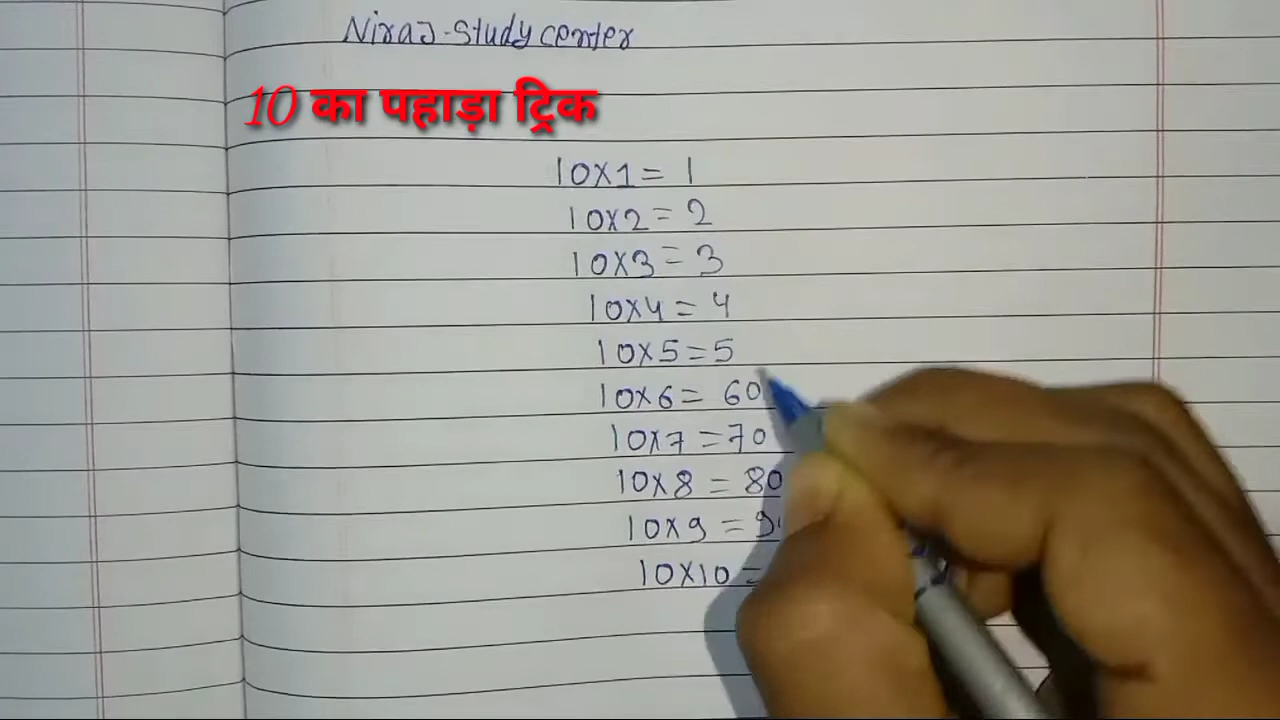 Niraj-Study center
10 का पहाड़ा ट्रिक
10x1= 1
10x2=2
10x3=3
10x4=4
10x5=5
10x6= 60
10x7=70
10x8 = 80
10x9 = 9
10x10 =